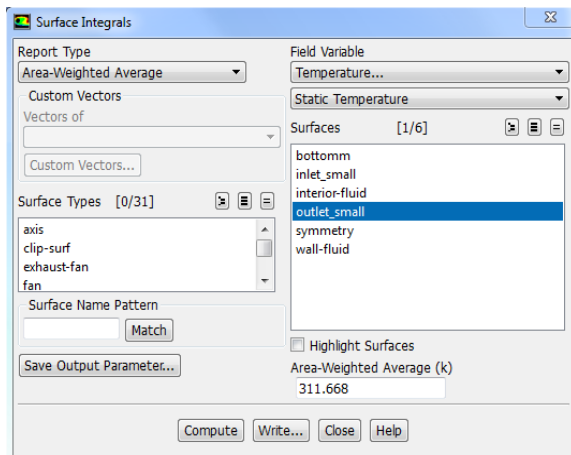 Surface Integrals
Report Type
Area-Weighted Average
Custom Vectors
Vectors of
Custom Vectors...
Surface Types [0/31]
axis
clip-surf
exhaust-fan
fan
Surface Name Pattern
Match
Save Output Parameter...
Field Variable
Temperature...
Static Temperature
Surfaces [1/6]
bottomm
inlet_small
interior-fluid
outlet_small
symmetry
wall-fluid
Highlight Surfaces
Area-Weighted Average (k)
311.668
Compute Write... Close Help